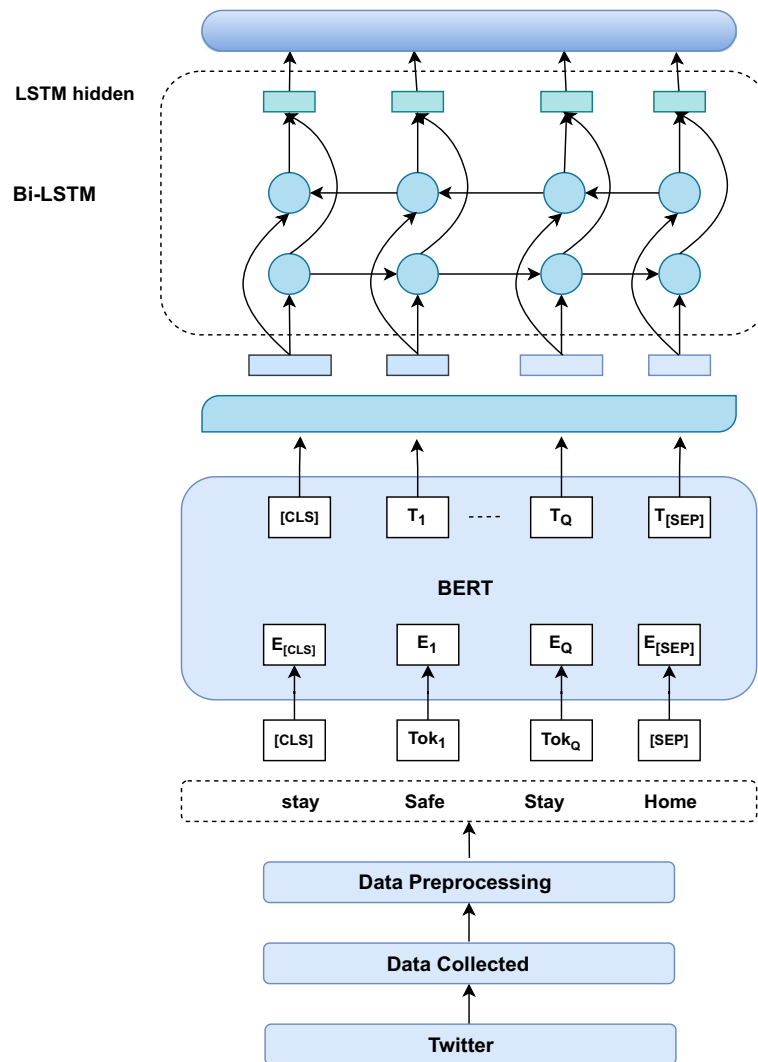 LSTM hidden
Bi-LSTM
[CLS] T1 ----- TQ T[SEP]
BERT
E[CLS] E1 EQ E[SEP]
[CLS] Tok1 TokQ [SEP]
stay Safe Stay Home
Data Preprocessing
Data Collected
Twitter